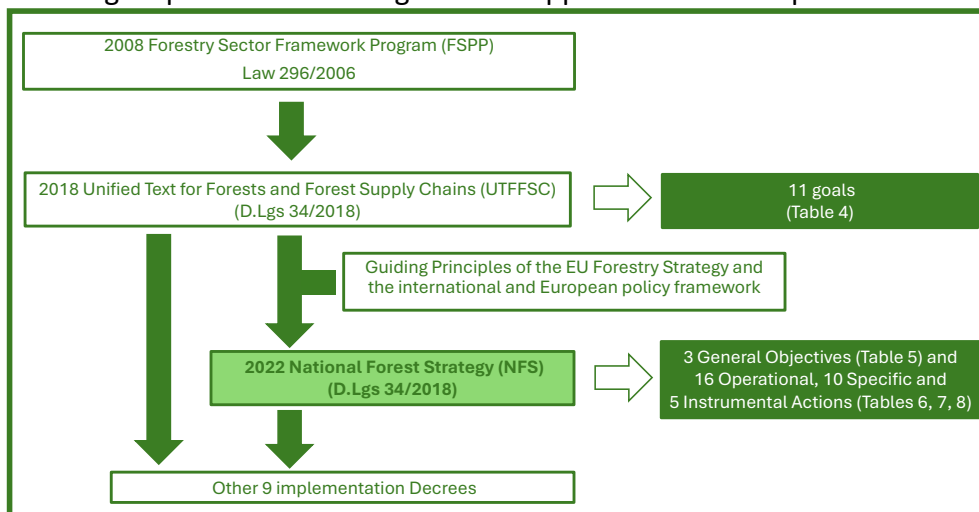 2008 Forestry Sector Framework Program (FSPP)
Law 296/2006
2018 Unified Text for Forests and Forest Supply Chains (UTFFSC)
(D.Lgs 34/2018)
11 goals
(Table 4)
Guiding Principles of the EU Forestry Strategy and
the international and European policy framework
2022 National Forest Strategy (NFS)
(D.Lgs 34/2018)
3 General Objectives (Table 5) and
16 Operational, 10 Specific and
5 Instrumental Actions (Tables 6, 7, 8)
Other 9 implementation Decrees